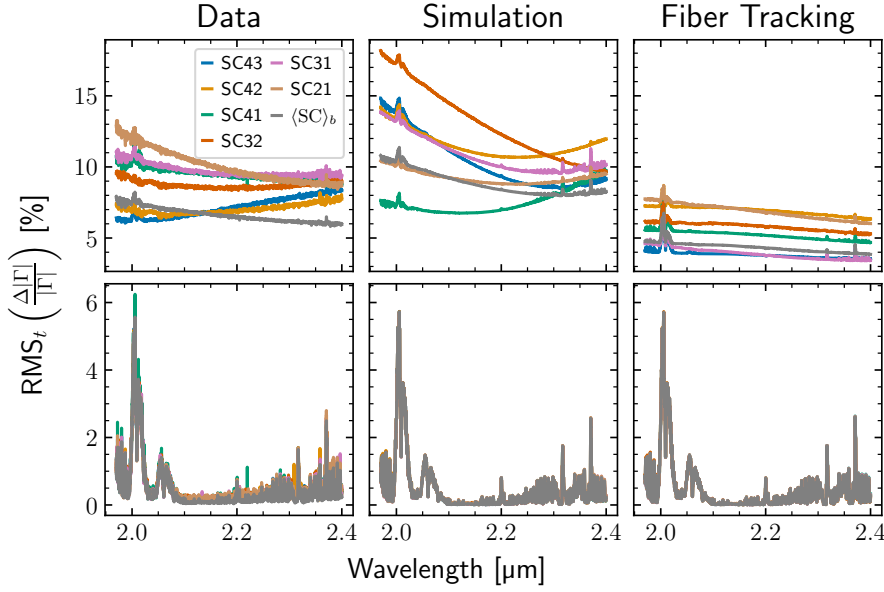 Data Simulation Fiber Tracking
SC43 SC31
SC42 SC21
SC41 ⟨SC⟩_b
SC32
15
10
5
RMS_t (Δ|Γ|/|Γ|) [%]
6
4
2
0
2.0 2.2 2.4 2.0 2.2 2.4 2.0 2.2 2.4
Wavelength [µm]